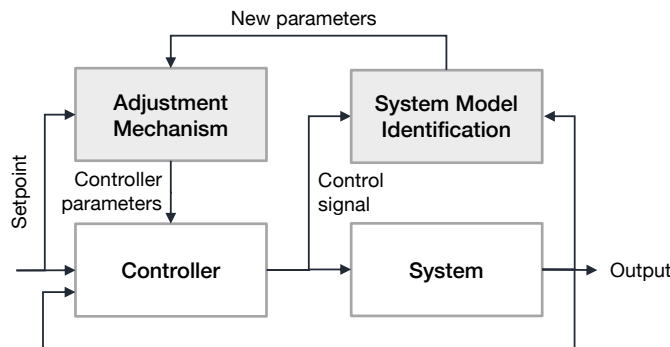 New parameters
Adjustment
Mechanism
System Model
Identification
Setpoint
Controller
parameters
Control
signal
Controller
System
Output